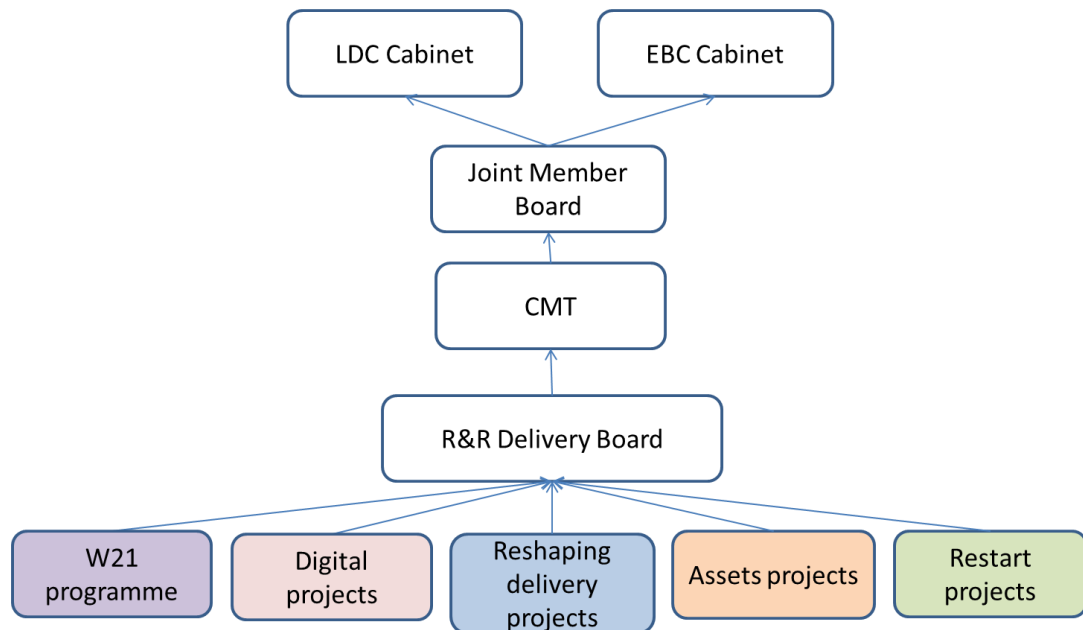 LDC Cabinet
EBC Cabinet
Joint Member
Board
CMT
R&R Delivery Board
W21
programme
Digital
projects
Reshaping
delivery
projects
Assets projects
Restart
projects